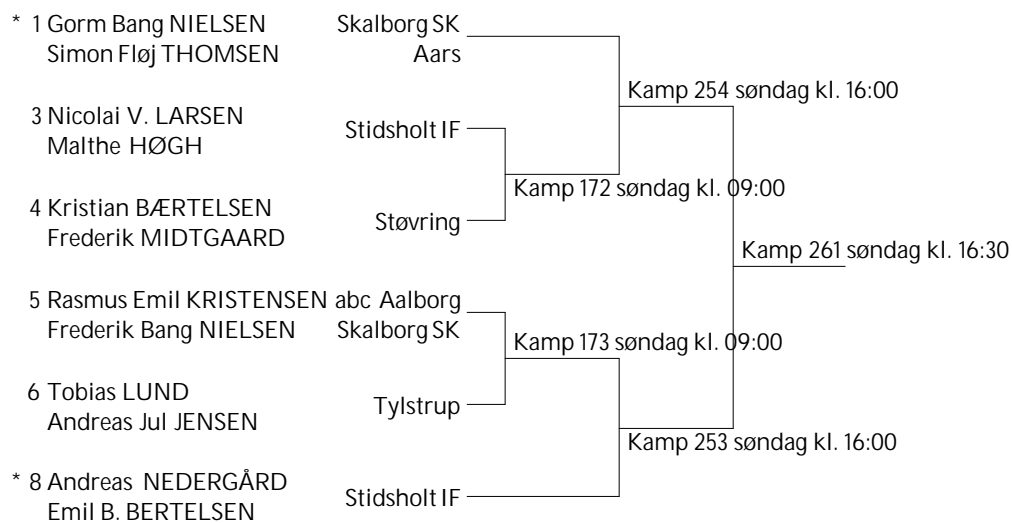 * 1 Gorm Bang NIELSEN Skalborg SK
Simon Fløj THOMSEN Aars
Kamp 254 søndag kl. 16:00
3 Nicolai V. LARSEN
Stidsholt IF
Malthe HØGH
Kamp 172 søndag kl. 09:00
4 Kristian BÆRTELSEN
Støvring
Frederik MIDTGAARD
Kamp 261 søndag kl. 16:30
5 Rasmus Emil KRISTENSEN abc Aalborg
Frederik Bang NIELSEN Skalborg SK
Kamp 173 søndag kl. 09:00
6 Tobias LUND
Tylstrup
Andreas Jul JENSEN
Kamp 253 søndag kl. 16:00
* 8 Andreas NEDERGÅRD
Stidsholt IF
Emil B. BERTELSEN